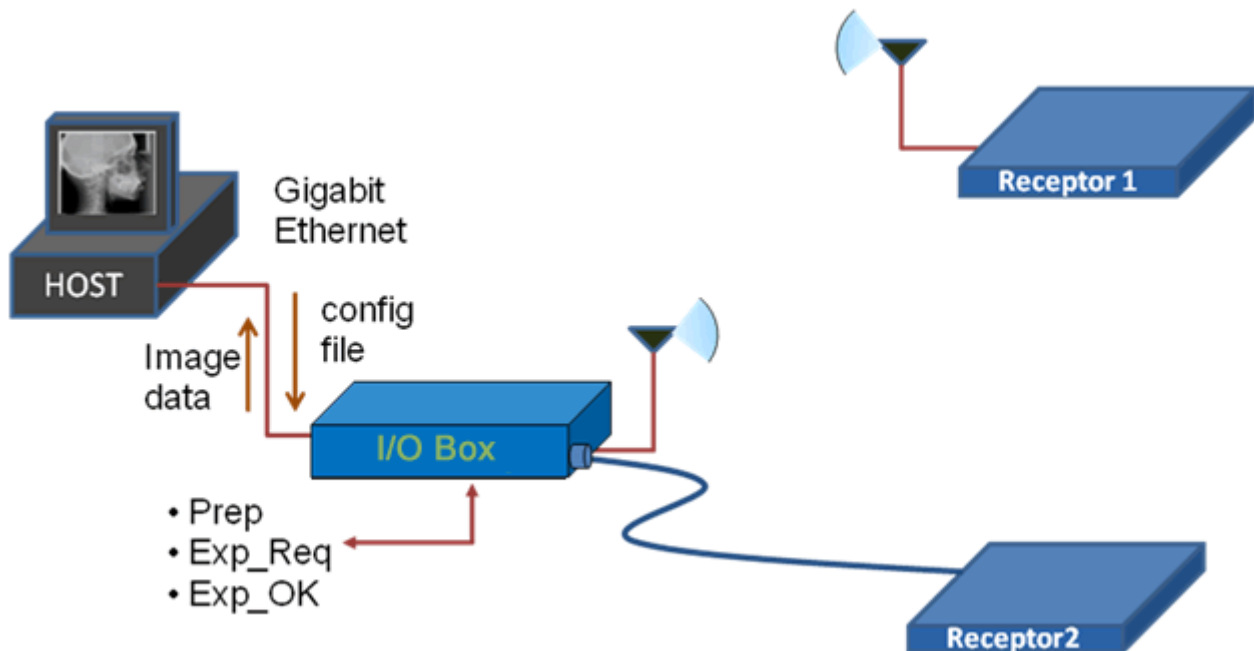 Receptor 1
Gigabit
Ethernet
HOST
config
file
Image
data
I/O Box
• Prep
• Exp_Req
• Exp_OK
Receptor2